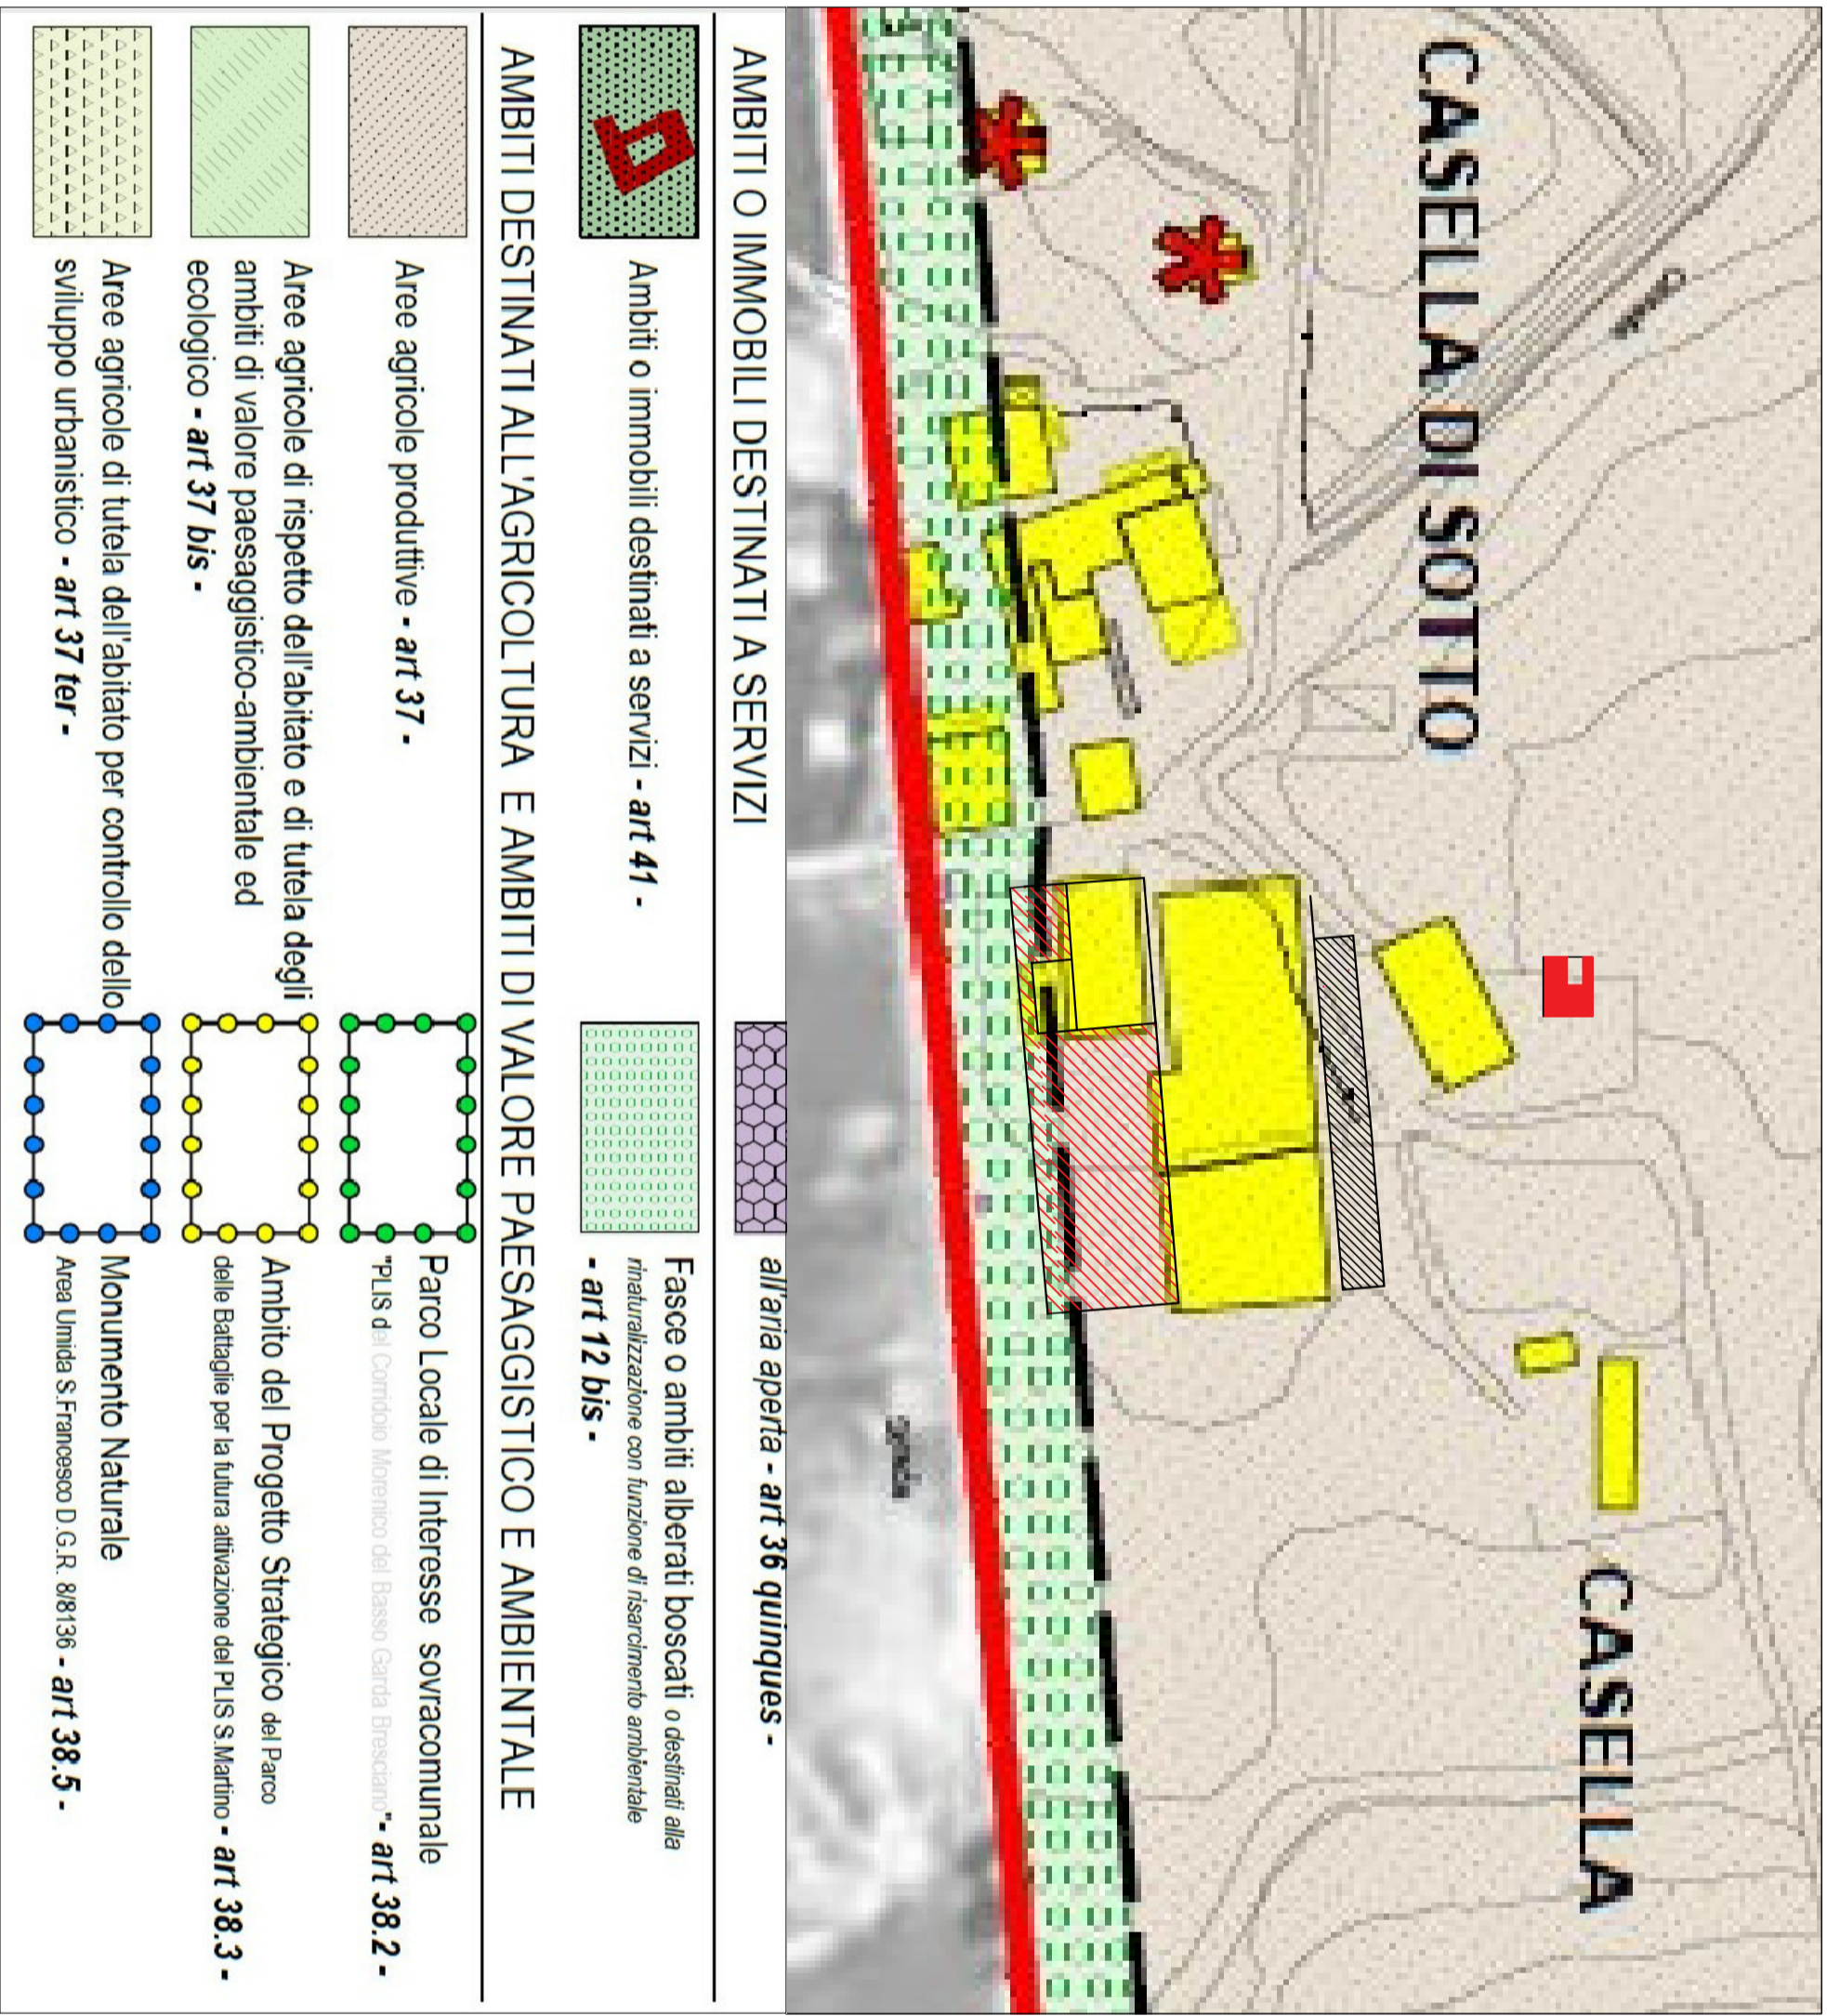 CASELLA DI SOTTO
CASELLA
AMBITI O IMMOBILI DESTINATI A SERVIZI
all'aria aperta - art 36 quinques -
Ambiti o immobili destinati a servizi - art 41 -
Fasce o ambiti alberati boscati o destinati alla
rinaturalizzazione con funzione di risarcimento ambientale
- art 12 bis -
AMBITI DESTINATI ALL'AGRICOLTURA E AMBITI DI VALORE PAESAGGISTICO E AMBIENTALE
Aree agricole produttive - art 37 -
Parco Locale di Interesse sovracomunale
"PLIS del Corridoio Morenico del Basso Garda Bresciano"- art 38.2 -
Aree agricole di rispetto dell'abitato e di tutela degli
ambiti di valore paesaggistico-ambientale ed
ecologico - art 37 bis -
Ambito del Progetto Strategico del Parco
delle Battaglie per la futura attivazione del PLIS S.Martino - art 38.3 -
Aree agricole di tutela dell'abitato per controllo dello
sviluppo urbanistico - art 37 ter -
Monumento Naturale
Area Umida S.Francesco D.G.R. 8/8136 - art 38.5 -